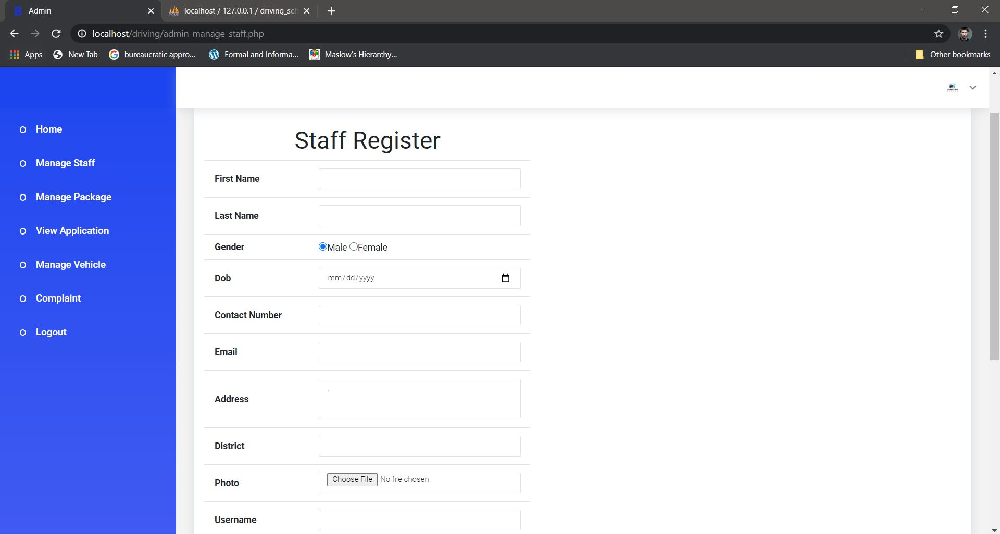 Admin
localhost / 127.0.0.1 / driving_sch
localhost/driving/admin_manage_staff.php
Apps New Tab bureaucratic appro... Formal and Informa... Maslow's Hierarchy... Other bookmarks
DRIVING
Home
Manage Staff
Manage Package
View Application
Manage Vehicle
Complaint
Logout
Staff Register
First Name
Last Name
Gender Male Female
Dob mm/dd/yyyy
Contact Number
Email
Address "
District
Photo Choose File No file chosen
Username